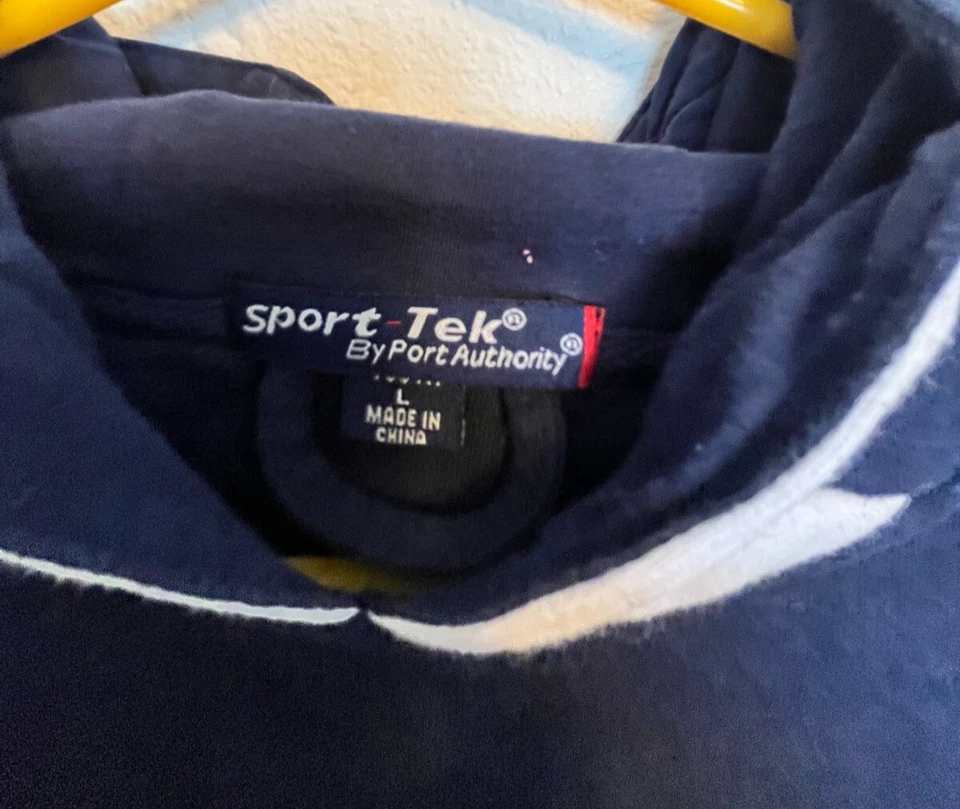 sport-Tek®
By Port Authority®
L
MADE IN
CHINA